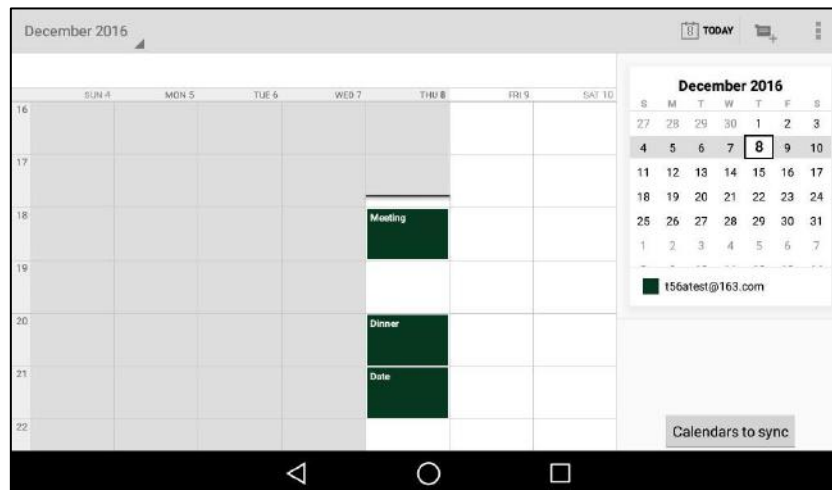 December 2016
8 TODAY
SUN 4 MON 5 TUE 6 WED 7 THU 8 FRI 9 SAT 10
16
17
18
Meeting
19
20
Dinner
21
Date
22
December 2016
S M T W T F S
27 28 29 30 1 2 3
4 5 6 7 8 9 10
11 12 13 14 15 16 17
18 19 20 21 22 23 24
25 26 27 28 29 30 31
1 2 3 4 5 6 7
t56atest@163.com
Calendars to sync